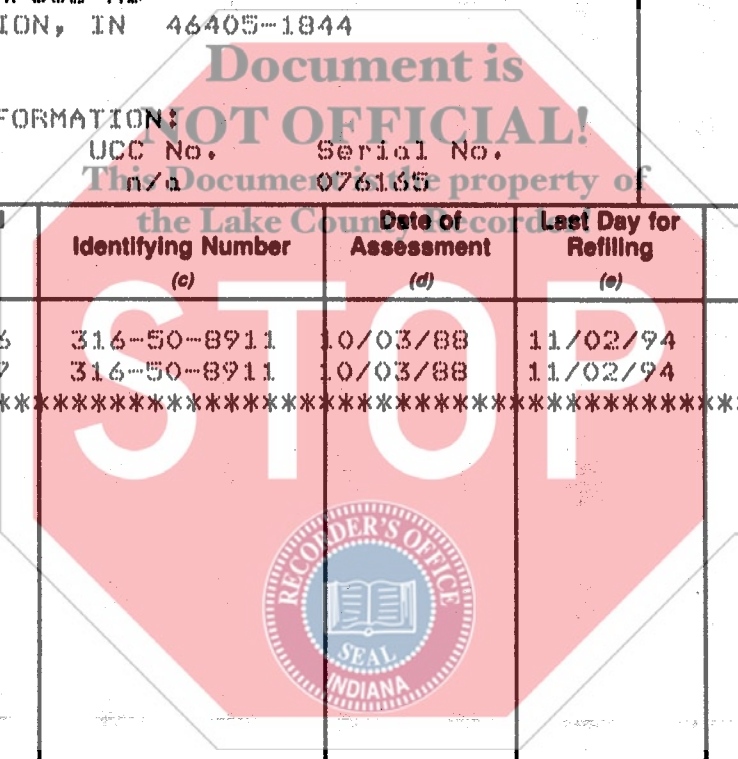 ION, IN 46405-1844
Document is
FORMATION:
NOT OFFICIAL!
UCC No. Serial No.
This Document is the property of
n/a 076165
the Lake County Recorder!
Identifying Number
(c)
Date of Assessment
(d)
Last Day for Refiling
(e)
6 316-50-8911 10/03/88 11/02/94
7 316-50-8911 10/03/88 11/02/94
****************************************
STOP
RECORDER'S OFFICE
SEAL
INDIANA